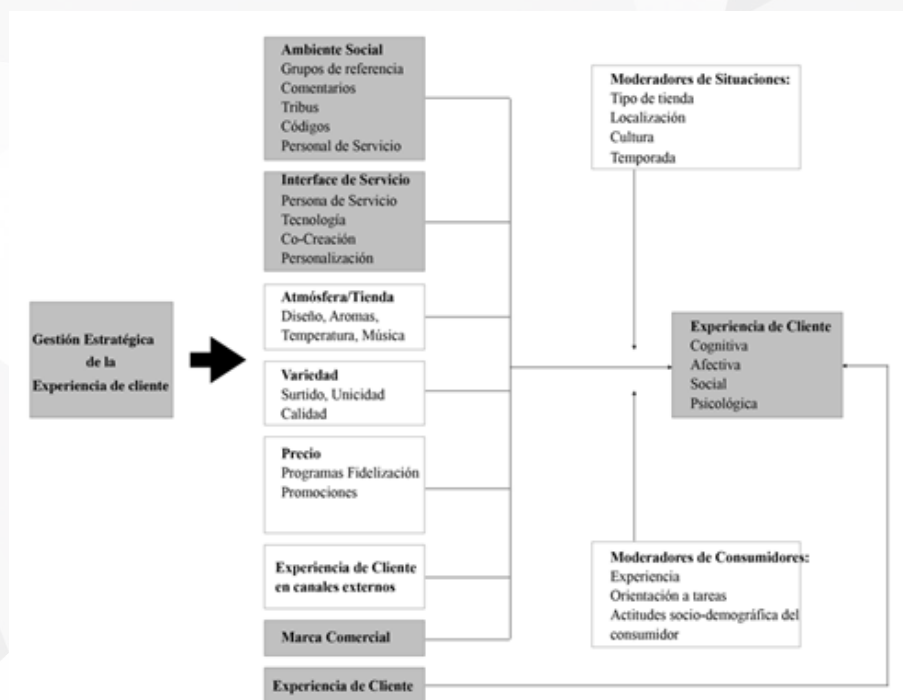 Gestión Estratégica
de la
Experiencia de cliente
Ambiente Social
Grupos de referencia
Comentarios
Tribus
Códigos
Personal de Servicio
Interface de Servicio
Persona de Servicio
Tecnología
Co-Creación
Personalización
Atmósfera/Tienda
Diseño, Aromas,
Temperatura, Música
Variedad
Surtido, Unicidad
Calidad
Precio
Programas Fidelización
Promociones
Experiencia de Cliente
en canales externos
Marca Comercial
Experiencia de Cliente
Moderadores de Situaciones:
Tipo de tienda
Localización
Cultura
Temporada
Experiencia de Cliente
Cognitiva
Afectiva
Social
Psicológica
Moderadores de Consumidores:
Experiencia
Orientación a tareas
Actitudes socio-demográfica del
consumidor